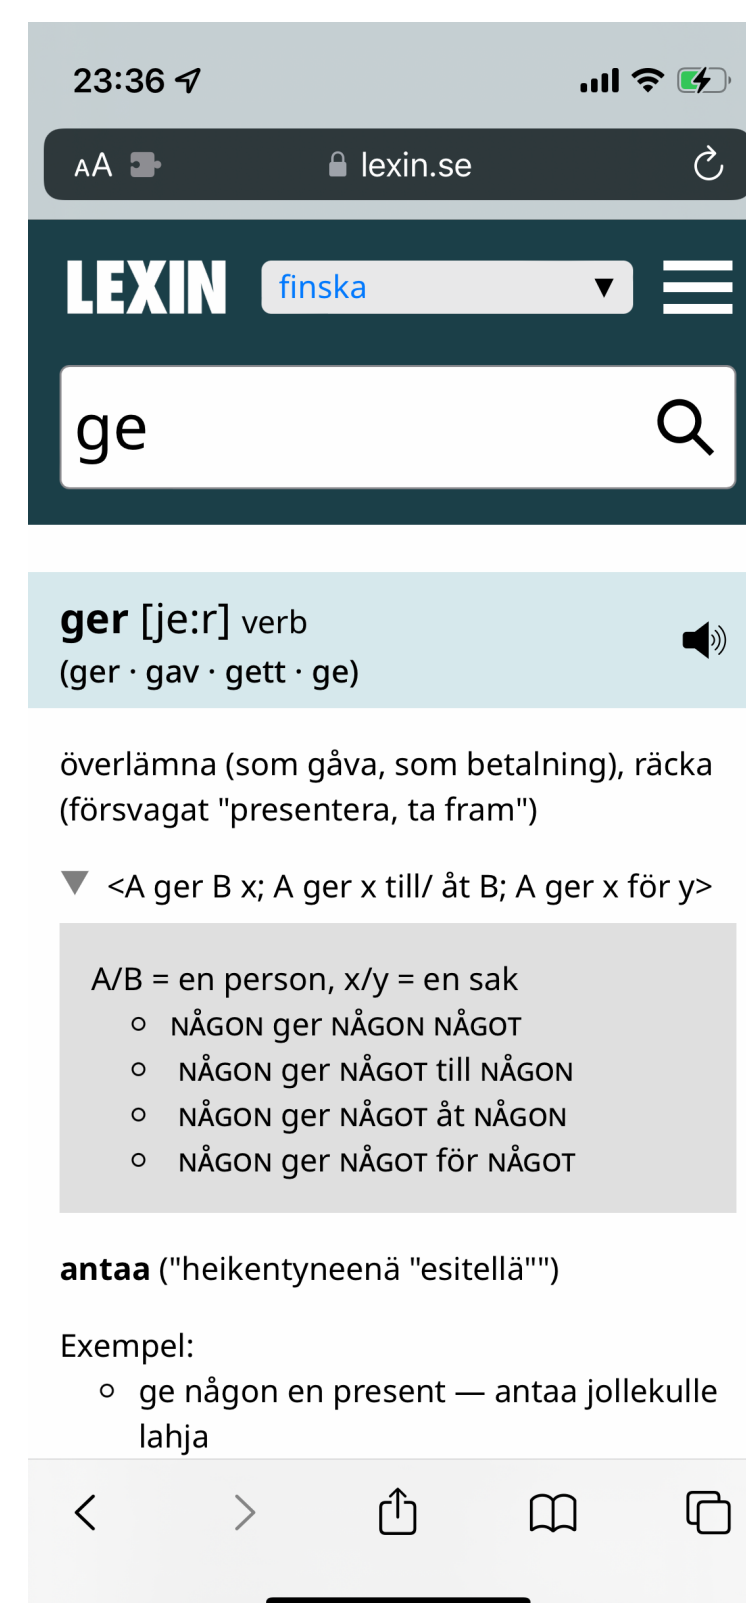 23:36
AA lexin.se
LEXIN finska
ge
ger [je:r] verb
(ger · gav · gett · ge)
överlämna (som gåva, som betalning), räcka
(försvagat "presentera, ta fram")
<A ger B x; A ger x till/ åt B; A ger x för y>
A/B = en person, x/y = en sak
NÅGON ger NÅGON NÅGOT
NÅGON ger NÅGOT till NÅGON
NÅGON ger NÅGOT åt NÅGON
NÅGON ger NÅGOT för NÅGOT
antaa ("heikentyneenä "esitellä"")
Exempel:
ge någon en present — antaa jollekulle
lahja